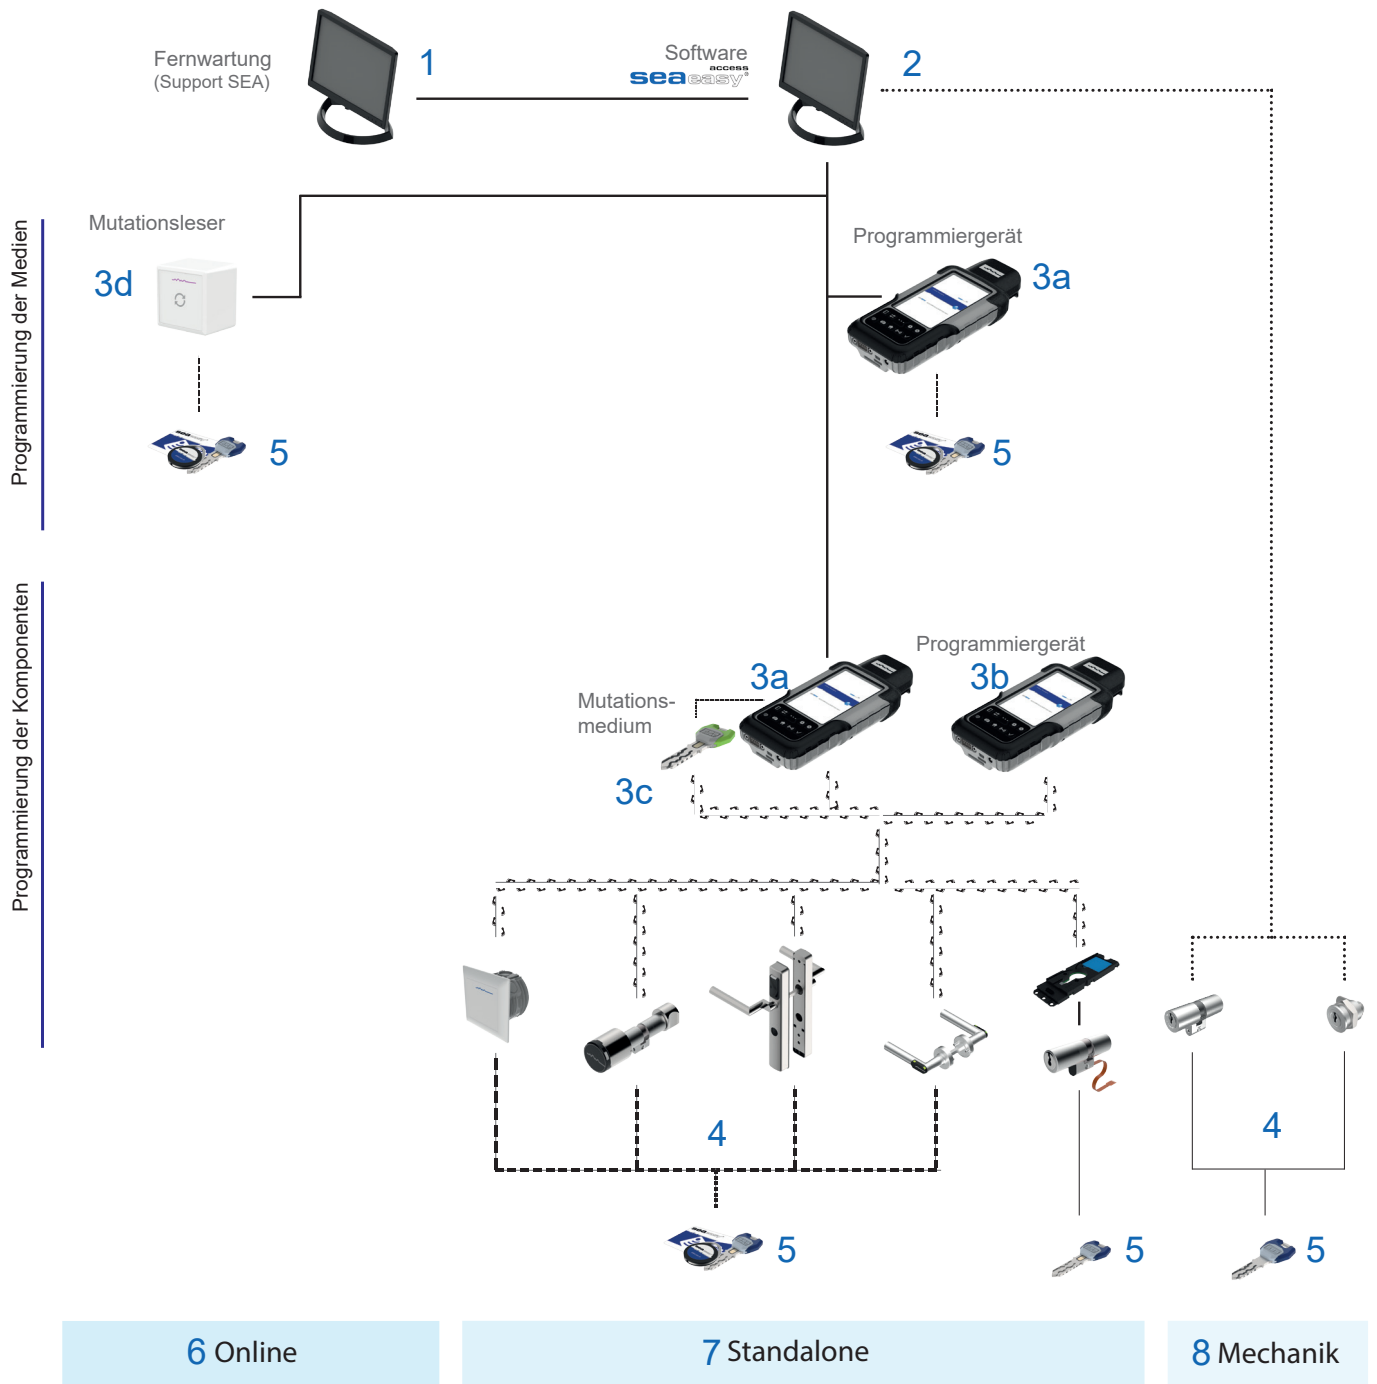 Fernwartung
(Support SEA)
1
Software
access
seaeasy®
2
Programmierung der Medien
Mutationsleser
3d
Programmiergerät
3a
5
5
Programmierung der Komponenten
Programmiergerät
3a
3b
Mutations-
medium
3c
4
4
5
5
5
6 Online
7 Standalone
8 Mechanik